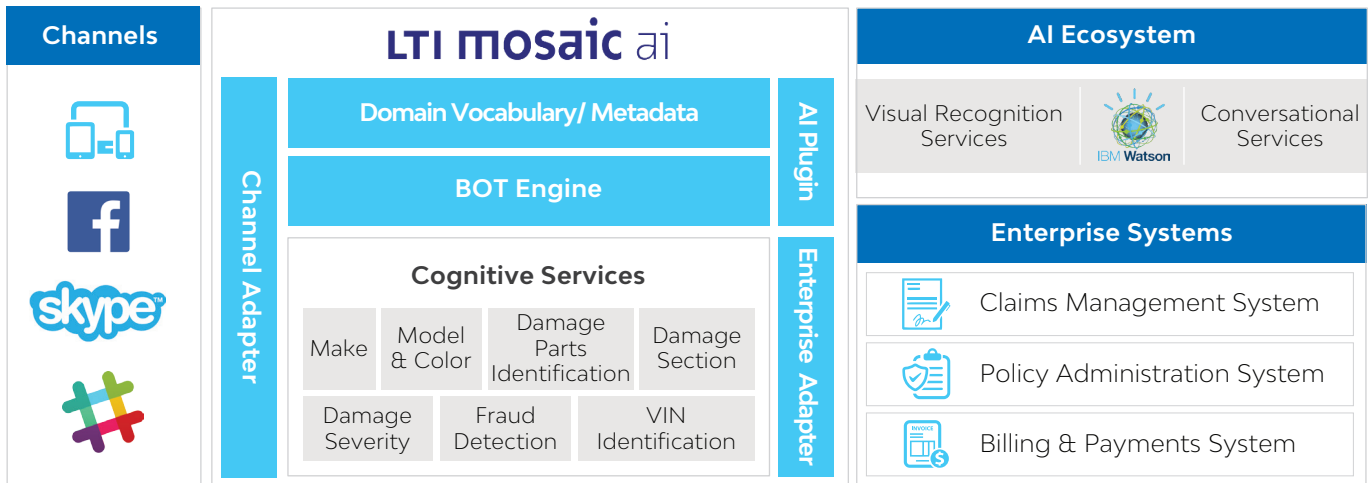 Channels
skype™
LTI mosaic ai
Channel Adapter
Domain Vocabulary/ Metadata
BOT Engine
AI Plugin
Cognitive Services
Make
Model
& Color
Damage
Parts
Identification
Damage
Section
Damage
Severity
Fraud
Detection
VIN
Identification
Enterprise Adapter
AI Ecosystem
Visual Recognition
Services
IBM Watson
Conversational
Services
Enterprise Systems
Claims Management System
Policy Administration System
INVOICE
$
Billing & Payments System